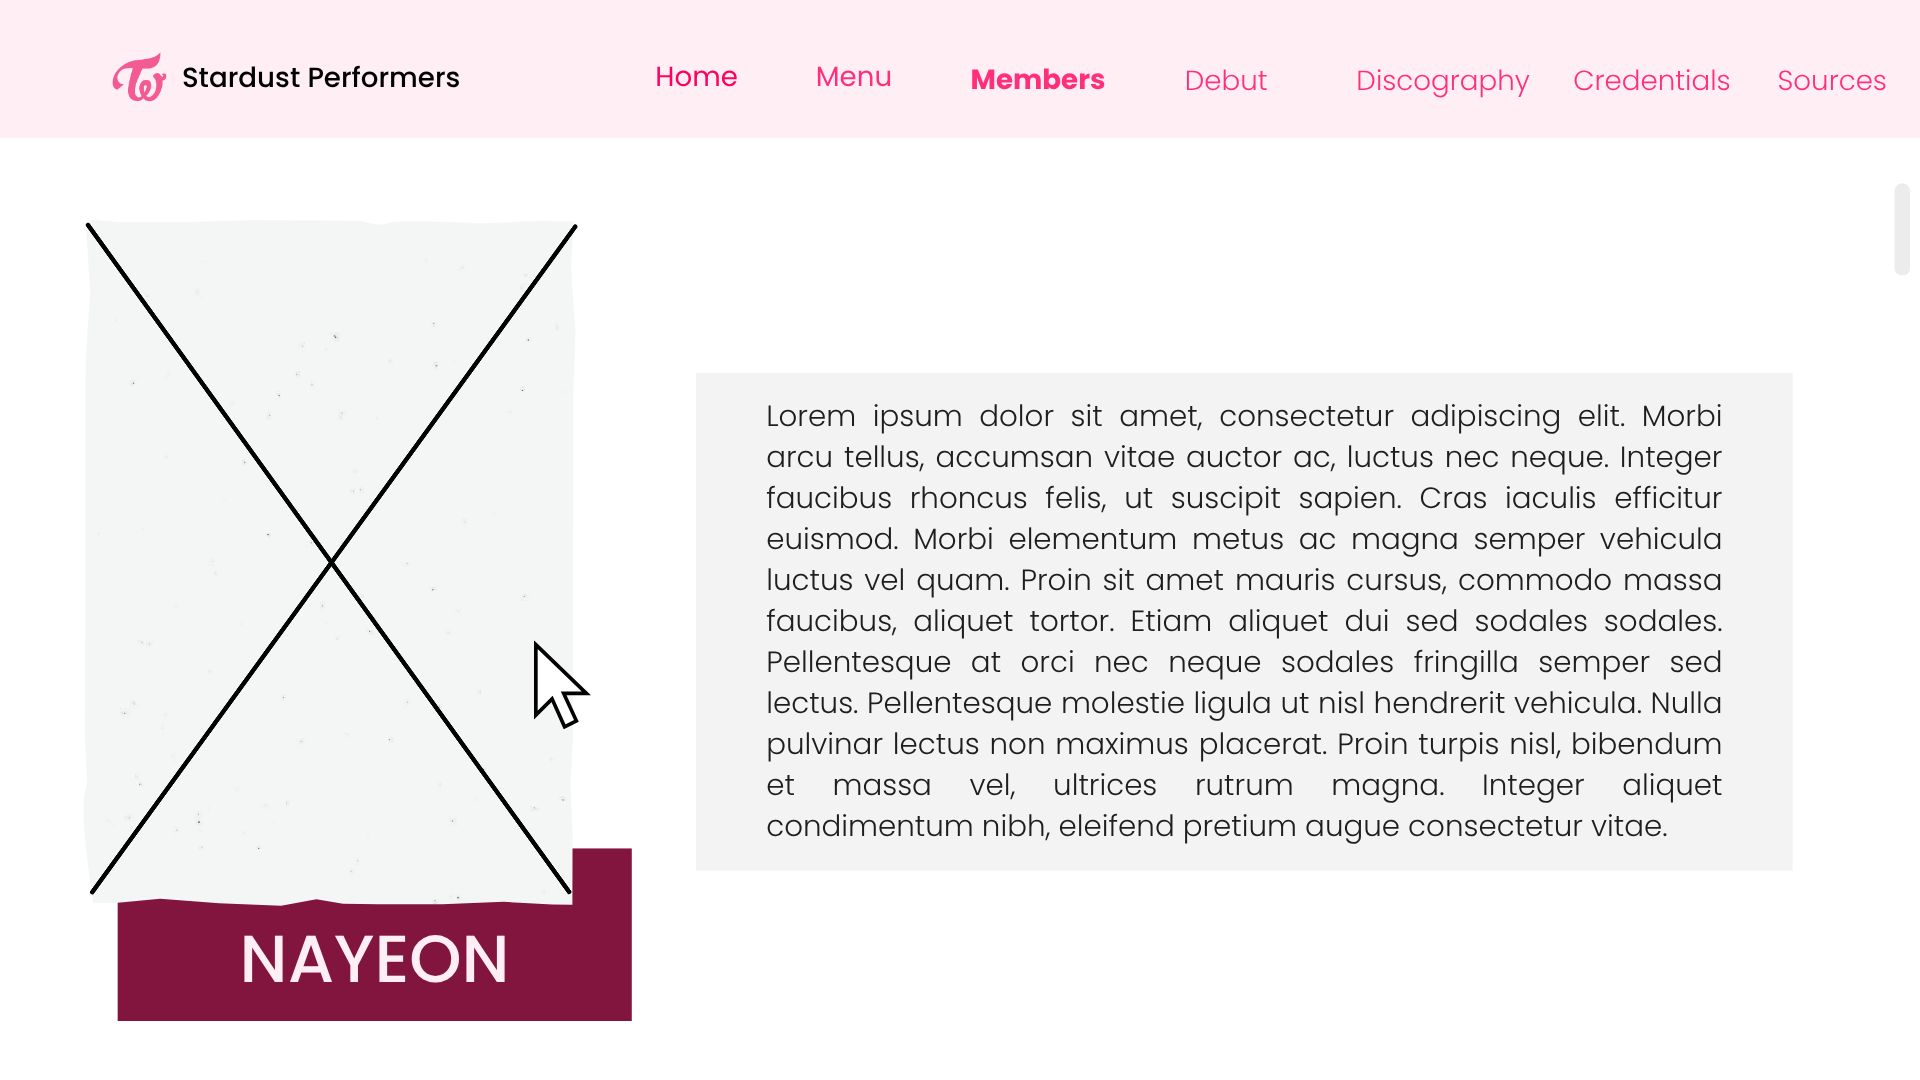 Stardust Performers
Home Menu Members Debut Discography Credentials Sources
Lorem ipsum dolor sit amet, consectetur adipiscing elit. Morbi
arcu tellus, accumsan vitae auctor ac, luctus nec neque. Integer
faucibus rhoncus felis, ut suscipit sapien. Cras iaculis efficitur
euismod. Morbi elementum metus ac magna semper vehicula
luctus vel quam. Proin sit amet mauris cursus, commodo massa
faucibus, aliquet tortor. Etiam aliquet dui sed sodales sodales.
Pellentesque at orci nec neque sodales fringilla semper sed
lectus. Pellentesque molestie ligula ut nisl hendrerit vehicula. Nulla
pulvinar lectus non maximus placerat. Proin turpis nisl, bibendum
et massa vel, ultrices rutrum magna. Integer aliquet
condimentum nibh, eleifend pretium augue consectetur vitae.
NAYEON